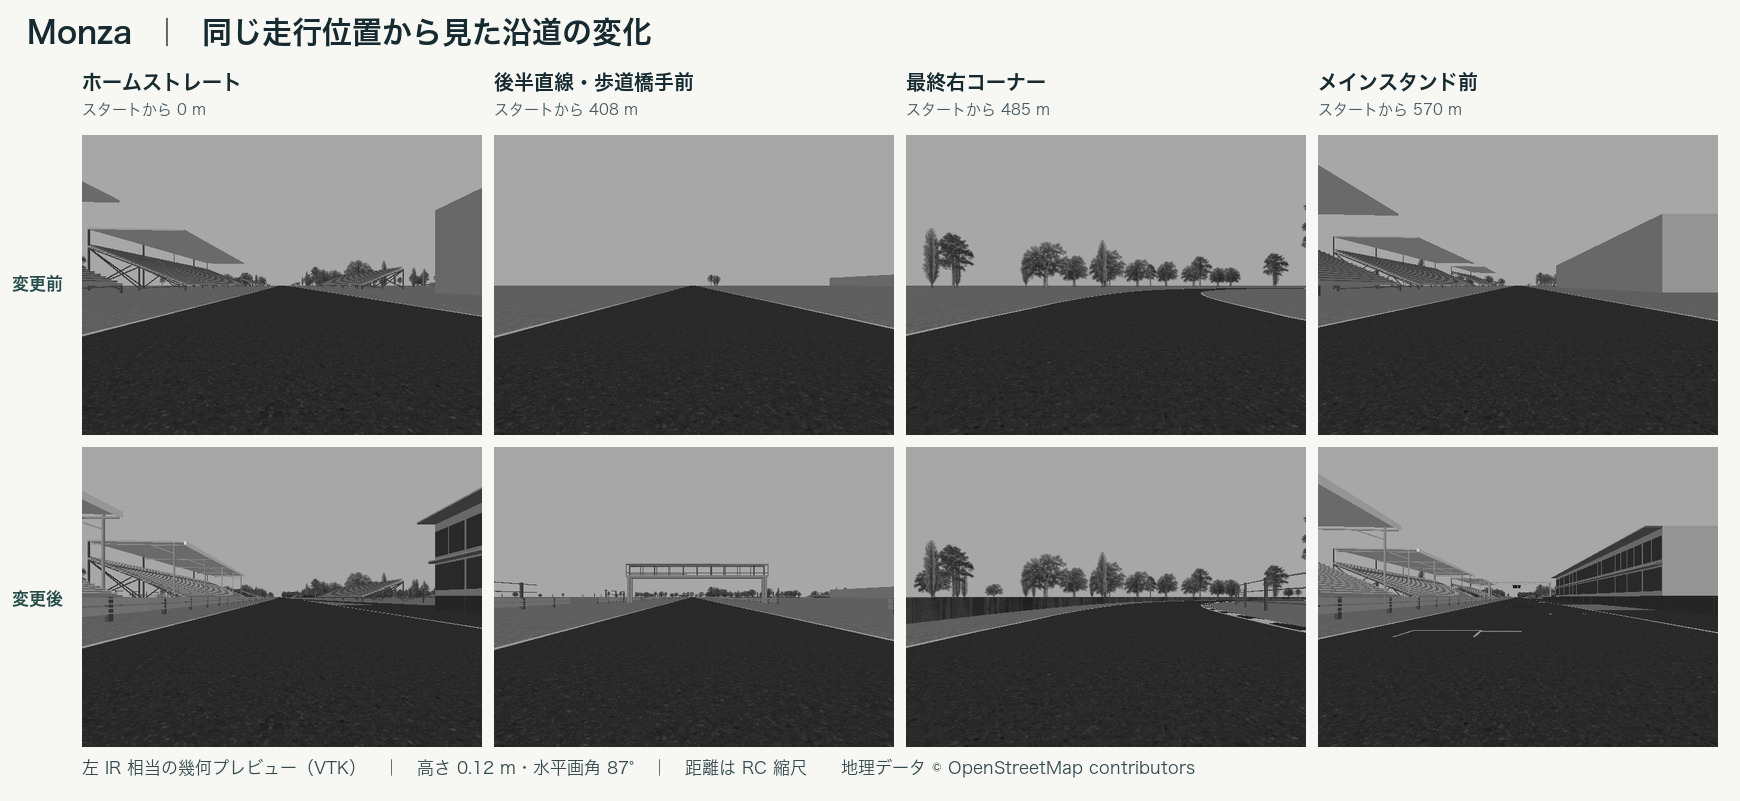 Monza ｜ 同じ走行位置から見た沿道の変化
ホームストレート
スタートから 0 m
後半直線・歩道橋手前
スタートから 408 m
最終右コーナー
スタートから 485 m
メインスタンド前
スタートから 570 m
変更前
変更後
左 IR 相当の幾何プレビュー（VTK） ｜ 高さ 0.12 m・水平画角 87° ｜ 距離は RC 縮尺 地理データ © OpenStreetMap contributors